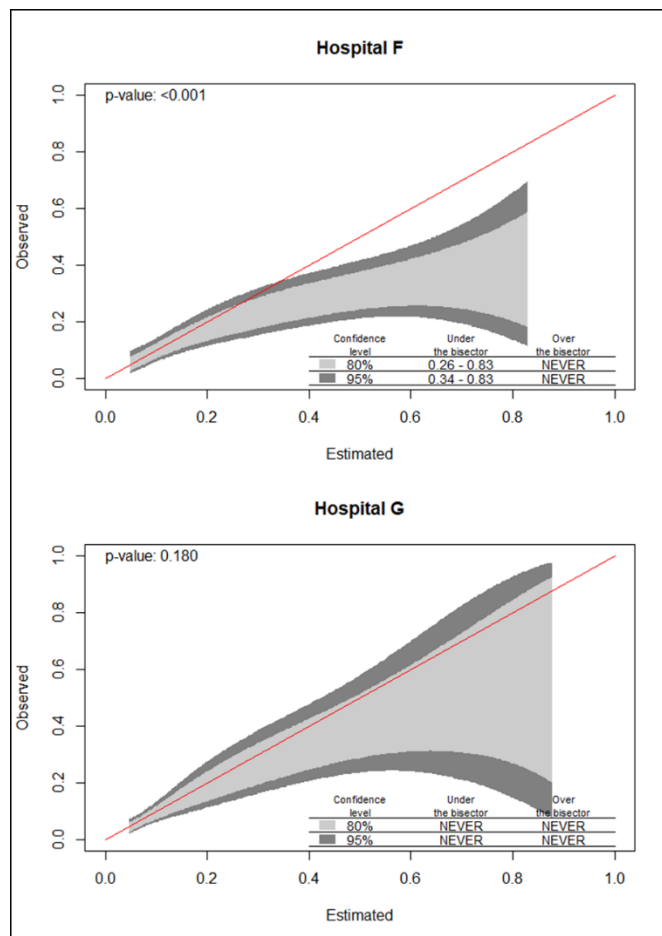 Hospital F
p-value: <0.001
1.0
0.8
0.6
0.4
0.2
0.0
Observed
Confidence level Under the bisector Over the bisector
80% 0.26 - 0.83 NEVER
95% 0.34 - 0.83 NEVER
0.0 0.2 0.4 0.6 0.8 1.0
Estimated
Hospital G
p-value: 0.180
1.0
0.8
0.6
0.4
0.2
0.0
Observed
Confidence level Under the bisector Over the bisector
80% NEVER NEVER
95% NEVER NEVER
0.0 0.2 0.4 0.6 0.8 1.0
Estimated